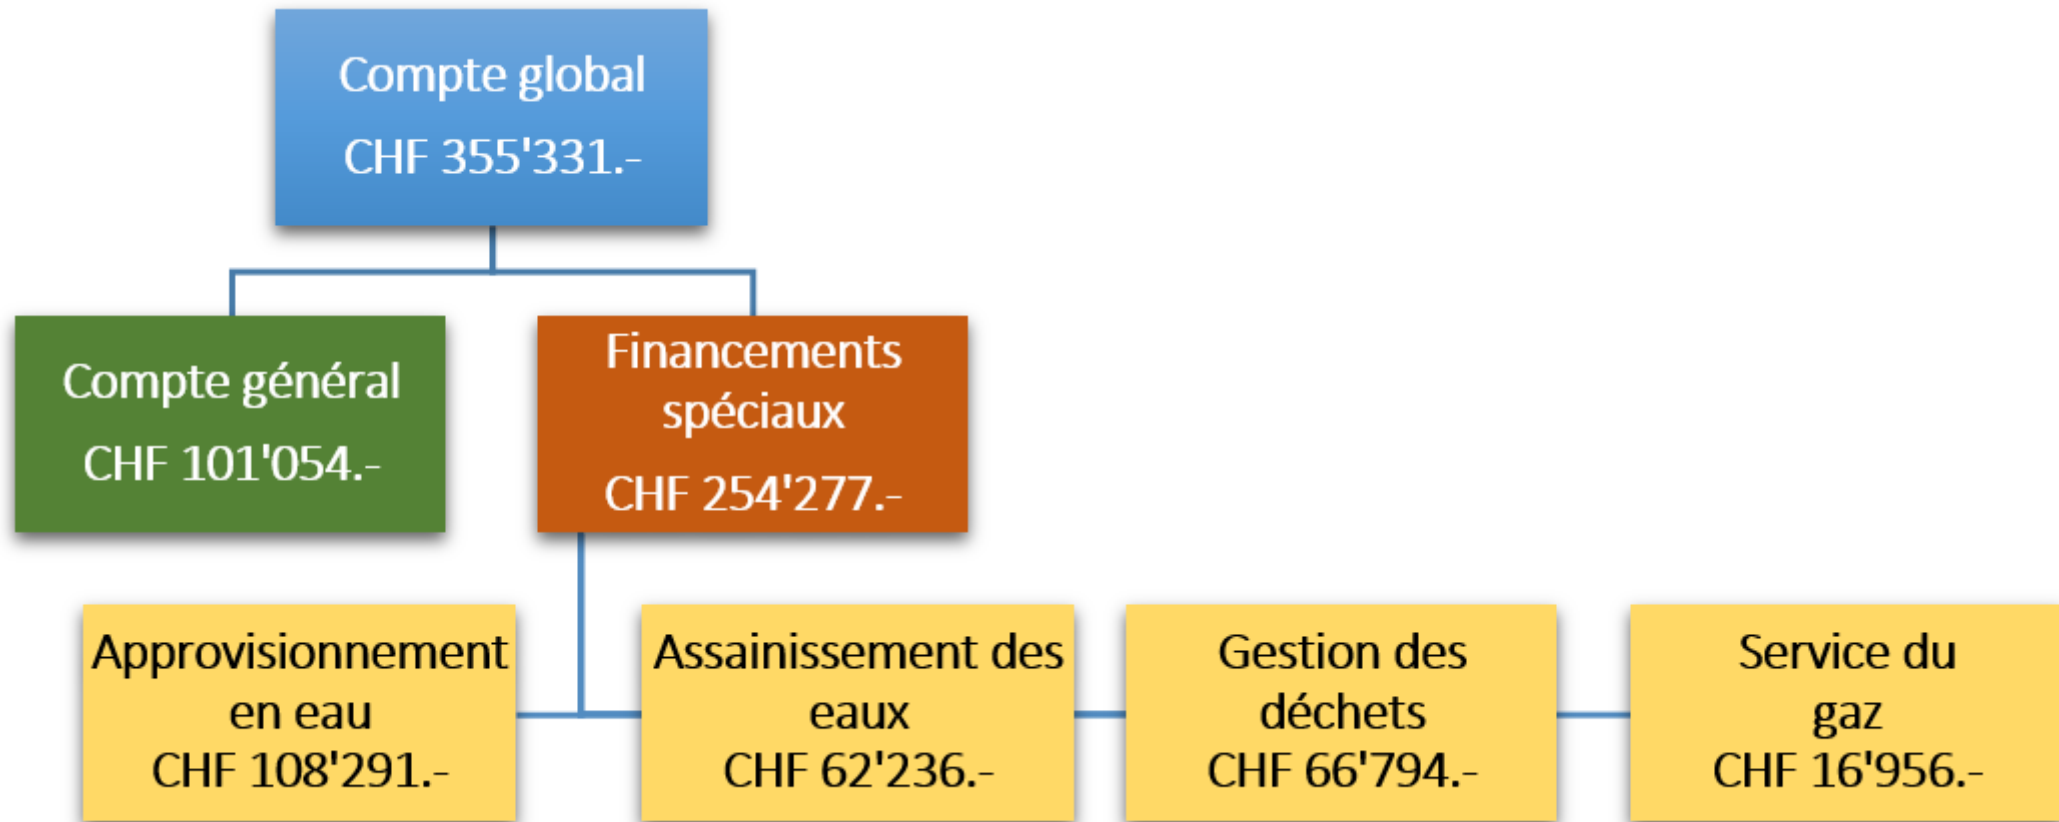 Compte global
CHF 355'331.-
Compte général
CHF 101'054.-
Financements
spéciaux
CHF 254'277.-
Approvisionnement
en eau
CHF 108'291.-
Assainissement des
eaux
CHF 62'236.-
Gestion des
déchets
CHF 66'794.-
Service du
gaz
CHF 16'956.-